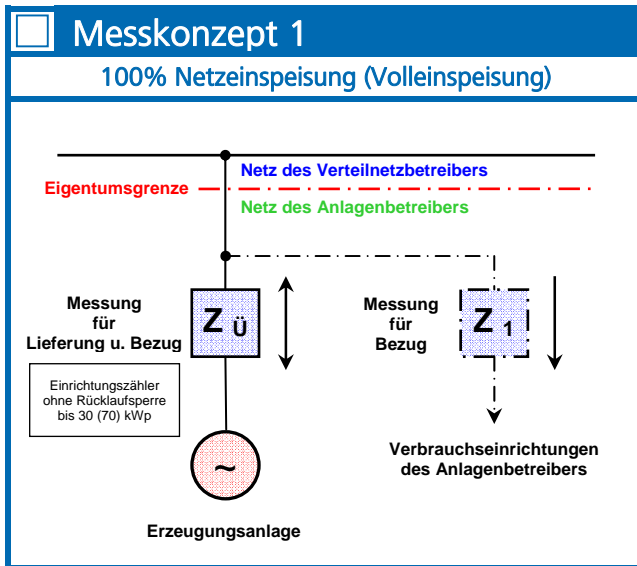 Messkonzept 1
100% Netzeinspeisung (Volleinspeisung)
Netz des Verteilnetzbetreibers
Eigentumsgrenze
Netz des Anlagenbetreibers
Messung
für
Lieferung u. Bezug
Z Ü
Messung
für
Bezug
Z 1
Einrichtungszähler
ohne Rücklaufsperre
bis 30 (70) kWp
~
Verbrauchseinrichtungen
des Anlagenbetreibers
Erzeugungsanlage